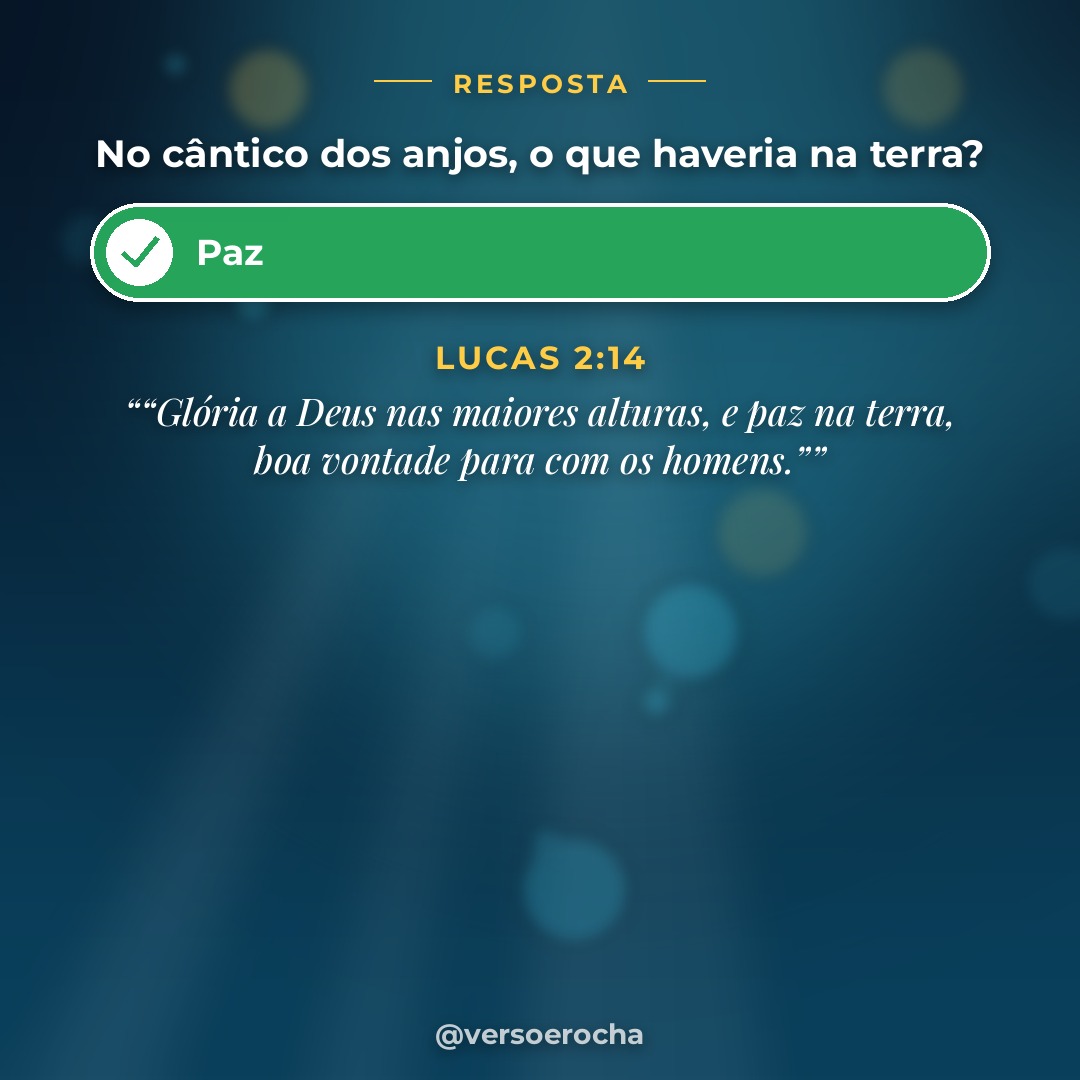 RESPOSTA
No cântico dos anjos, o que haveria na terra?
Paz
LUCAS 2:14
““Glória a Deus nas maiores alturas, e paz na terra,
boa vontade para com os homens.””
@versoerocha